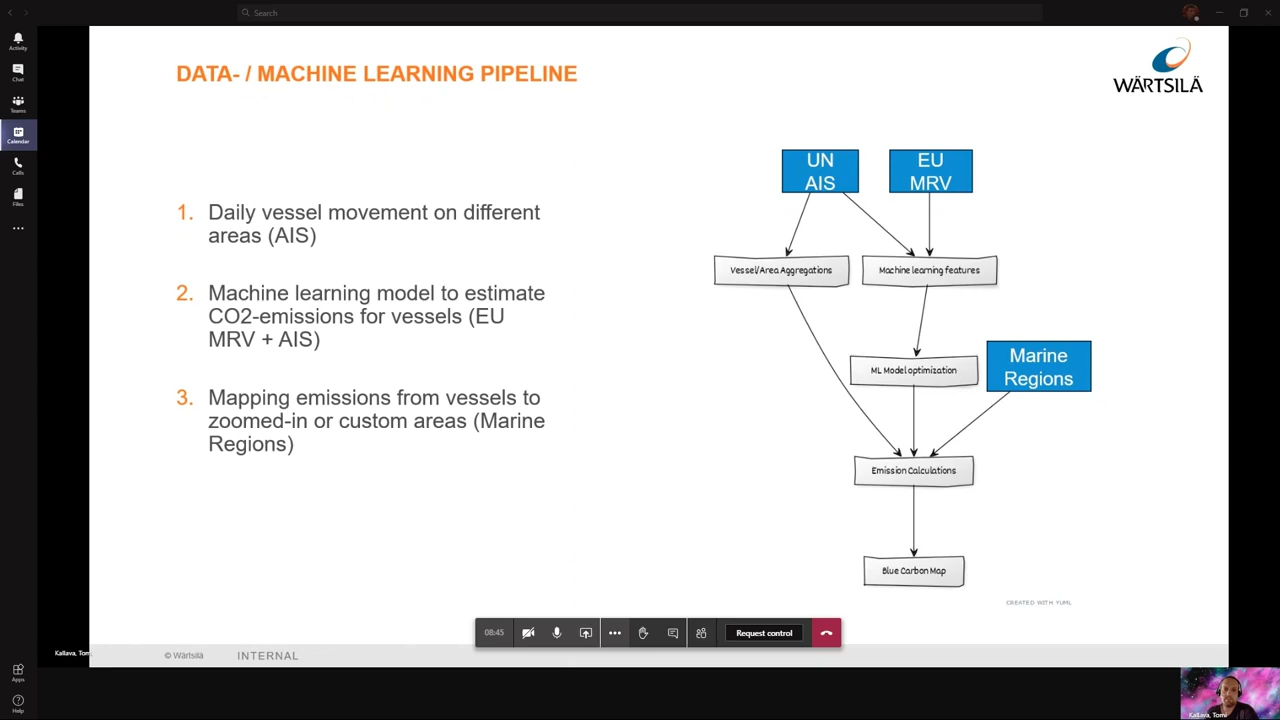 Search
Activity
Chat
Teams
Calendar
Calls
Files
Apps
Help
DATA- / MACHINE LEARNING PIPELINE
WÄRTSILÄ
1. Daily vessel movement on different
areas (AIS)
2. Machine learning model to estimate
CO2-emissions for vessels (EU
MRV + AIS)
3. Mapping emissions from vessels to
zoomed-in or custom areas (Marine
Regions)
UN
AIS
EU
MRV
Vessel/Area Aggregations
Machine learning features
ML Model optimization
Marine
Regions
Emission Calculations
Blue Carbon Map
CREATED WITH YUML
08:45
Request control
Kallava, Tomi
© Wärtsilä
INTERNAL
Kallava, Tomi